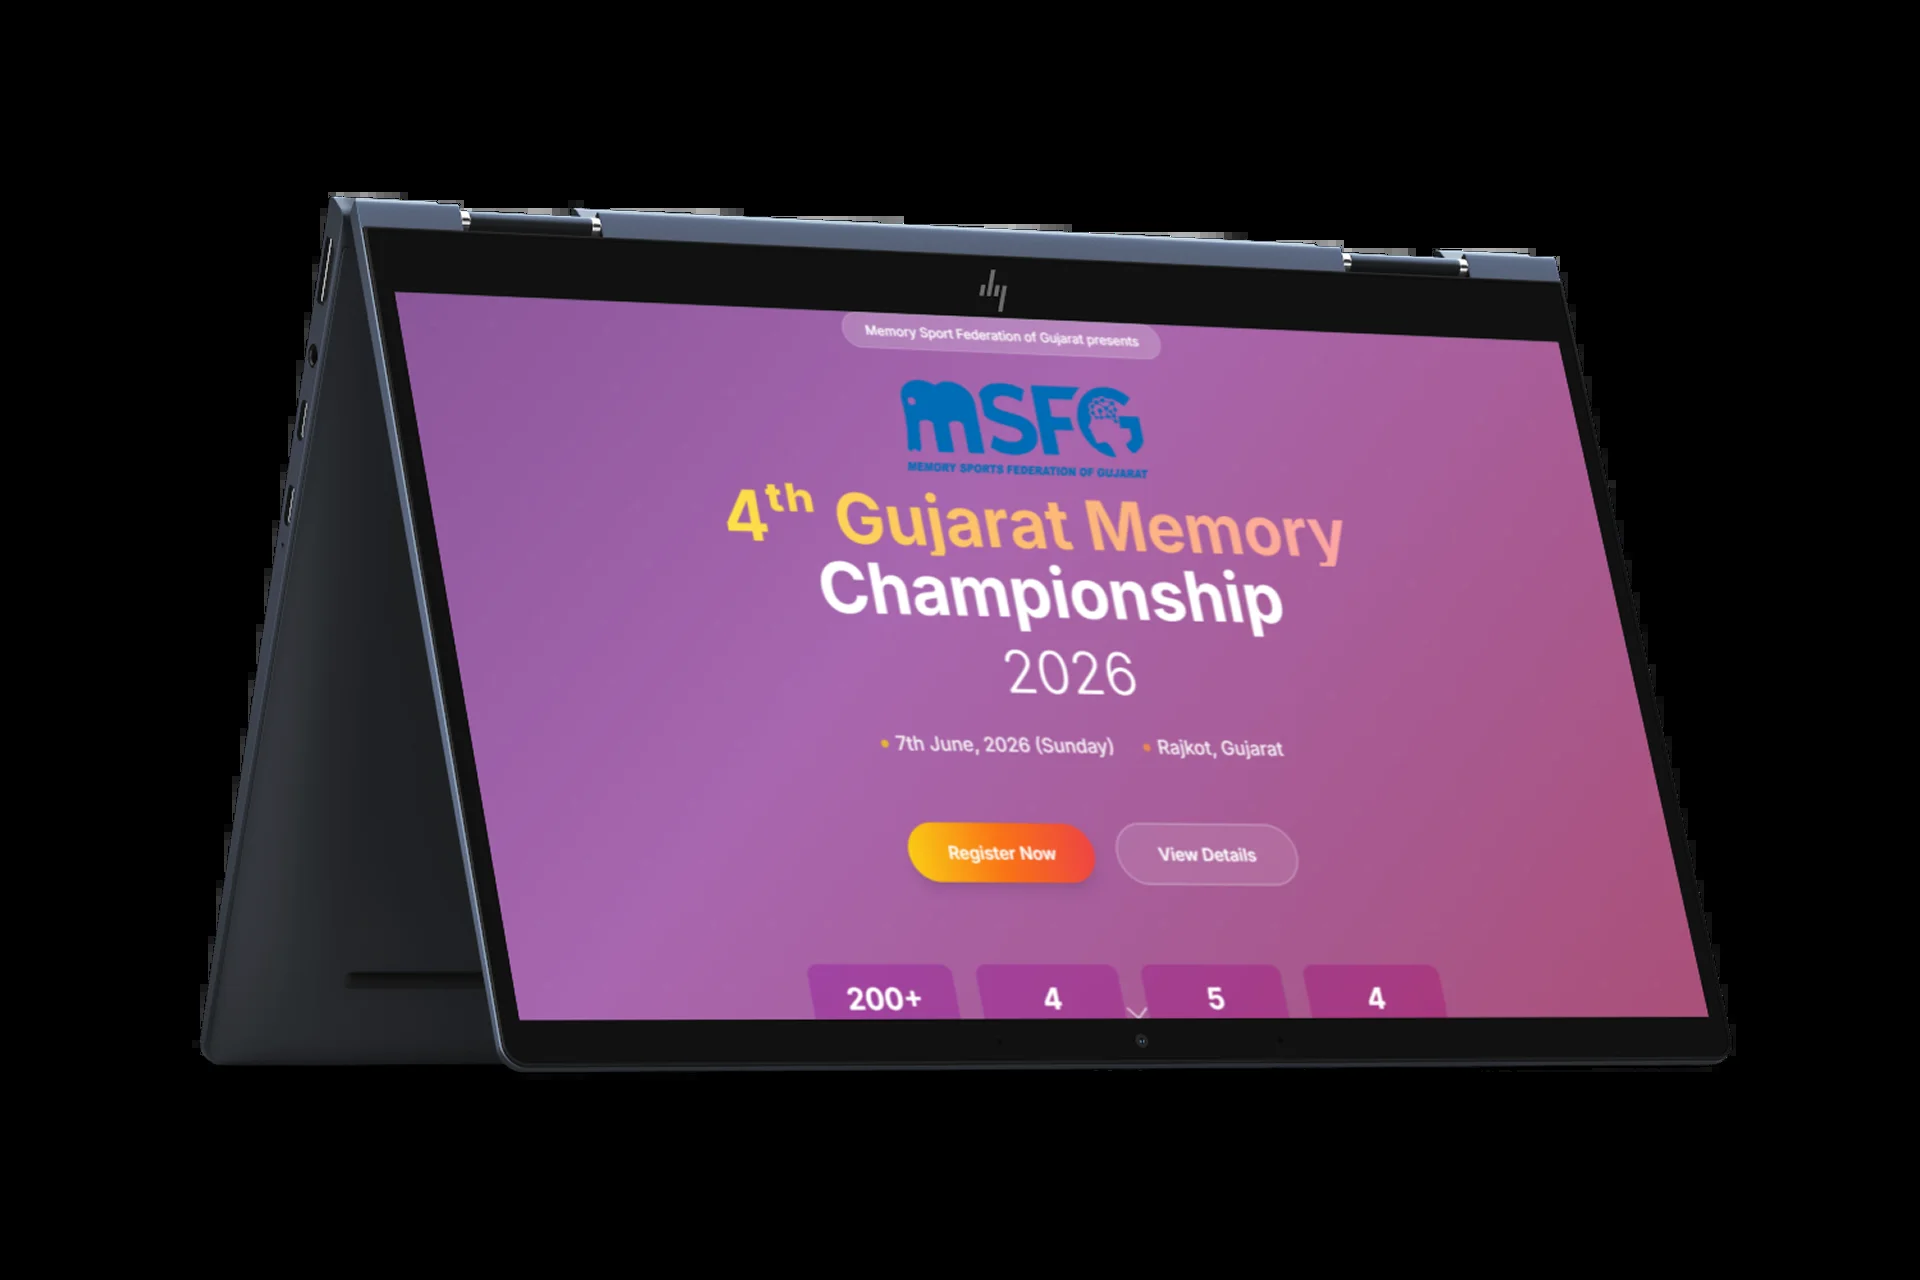 hp
Memory Sport Federation of Gujarat presents
mSFG
MEMORY SPORTS FEDERATION OF GUJARAT
4th Gujarat Memory
Championship
2026
7th June, 2026 (Sunday)
Rajkot, Gujarat
Register Now
View Details
200+
4
5
4